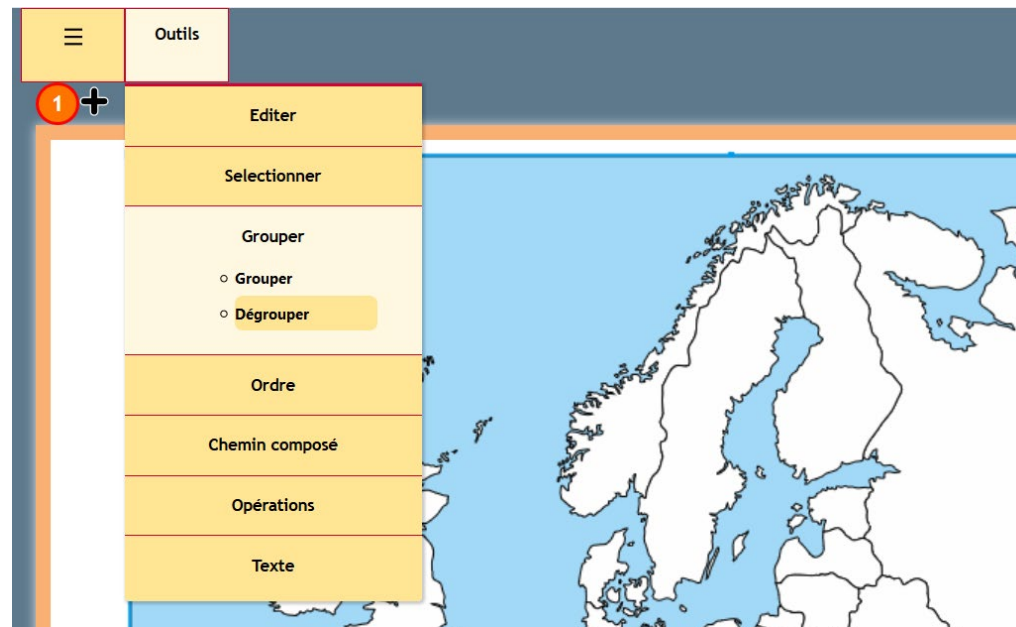 ☰ Outils
1
Editer
Selectionner
Grouper
Grouper
Dégrouper
Ordre
Chemin composé
Opérations
Texte